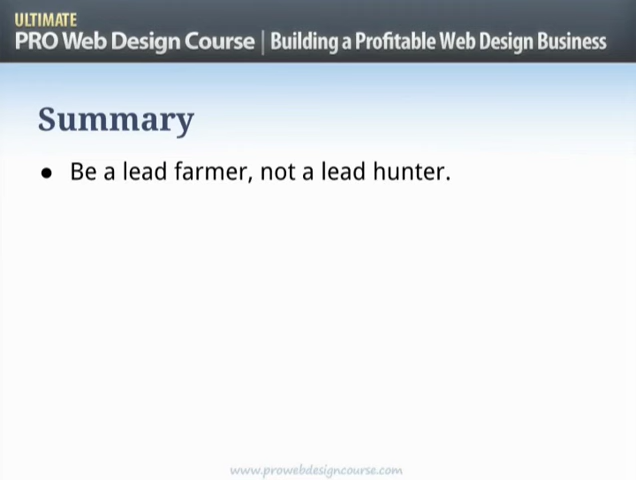 ULTIMATE
PRO Web Design Course | Building a Profitable Web Design Business
Summary
● Be a lead farmer, not a lead hunter.
www.prowebdesigncourse.com